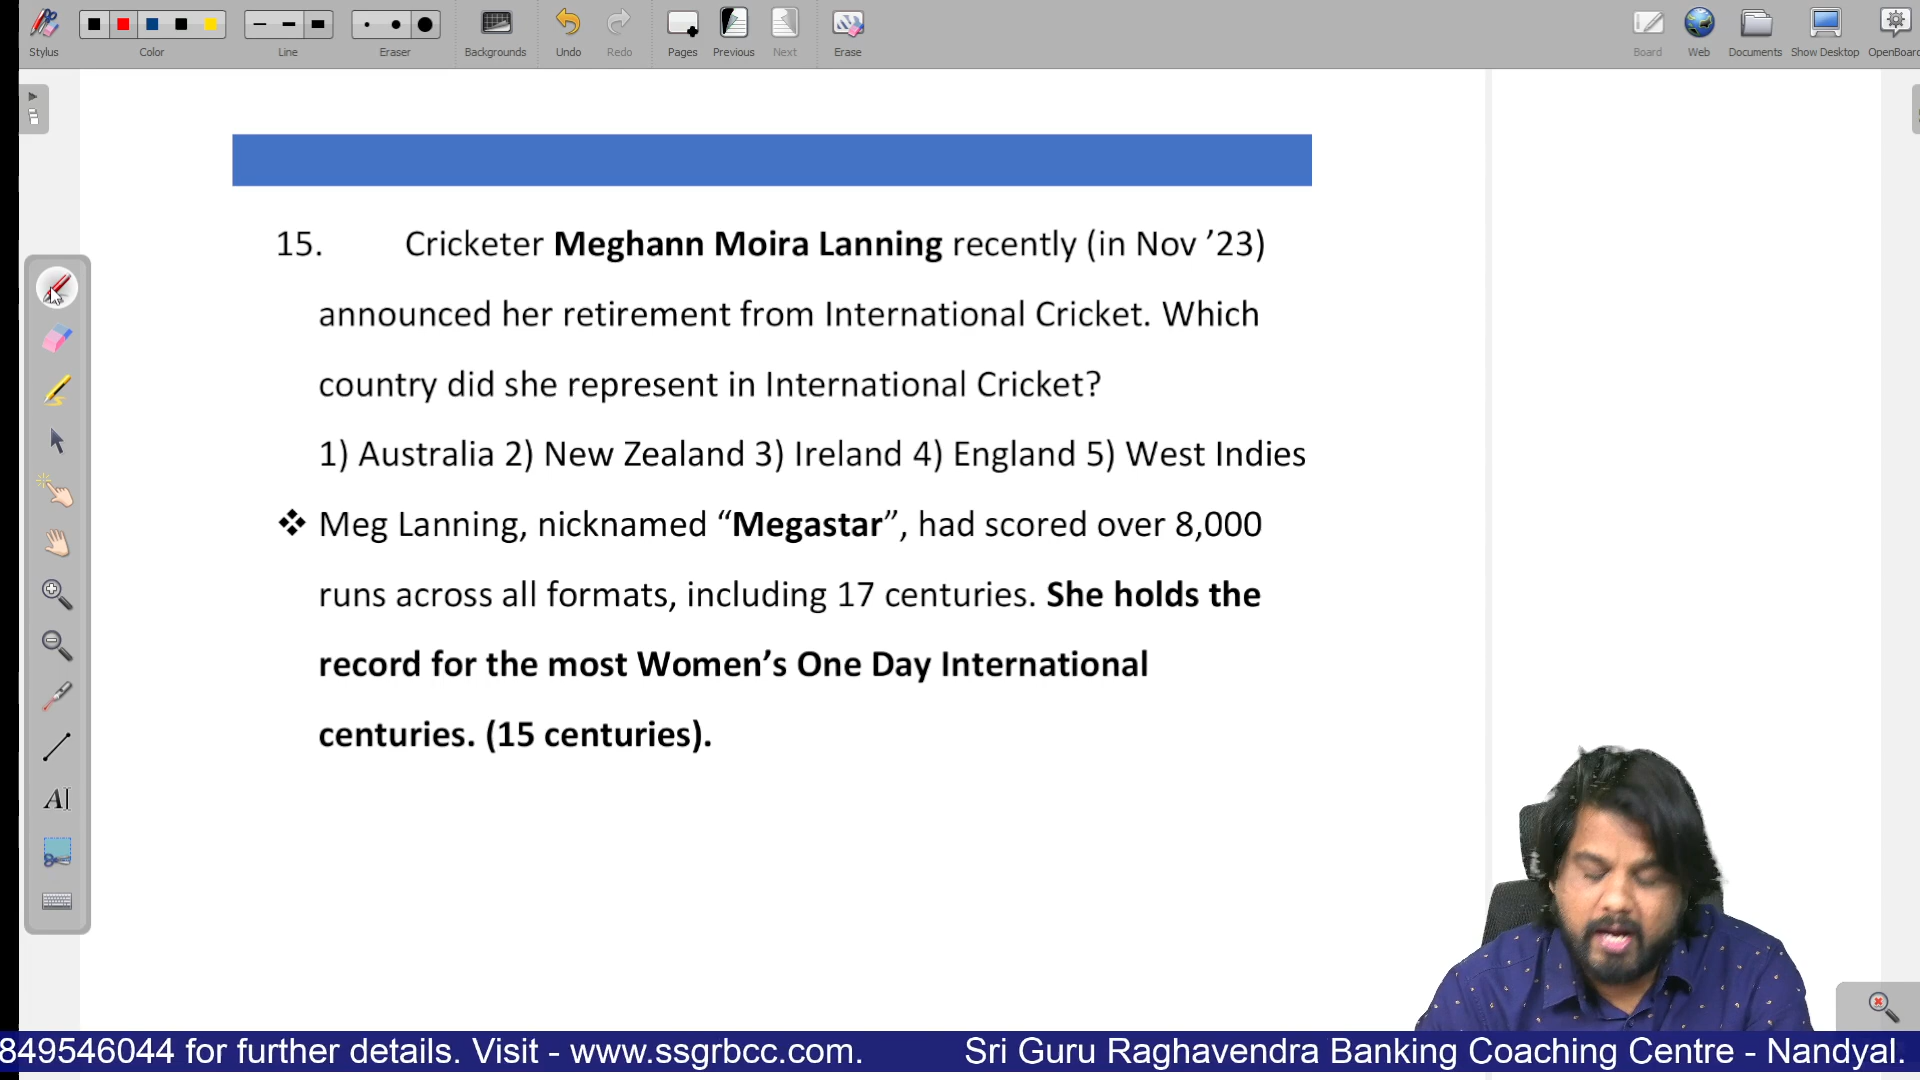 Stylus
Color
Line
Eraser
Backgrounds
Undo
Redo
Pages
Previous
Next
Erase
Board
Web
Documents
Show Desktop
OpenBoar
15. Cricketer Meghann Moira Lanning recently (in Nov ’23)
announced her retirement from International Cricket. Which
country did she represent in International Cricket?
1) Australia 2) New Zealand 3) Ireland 4) England 5) West Indies
❖ Meg Lanning, nicknamed “Megastar”, had scored over 8,000
runs across all formats, including 17 centuries. She holds the
record for the most Women’s One Day International
centuries. (15 centuries).
849546044 for further details. Visit - www.ssgrbcc.com. Sri Guru Raghavendra Banking Coaching Centre - Nandyal.